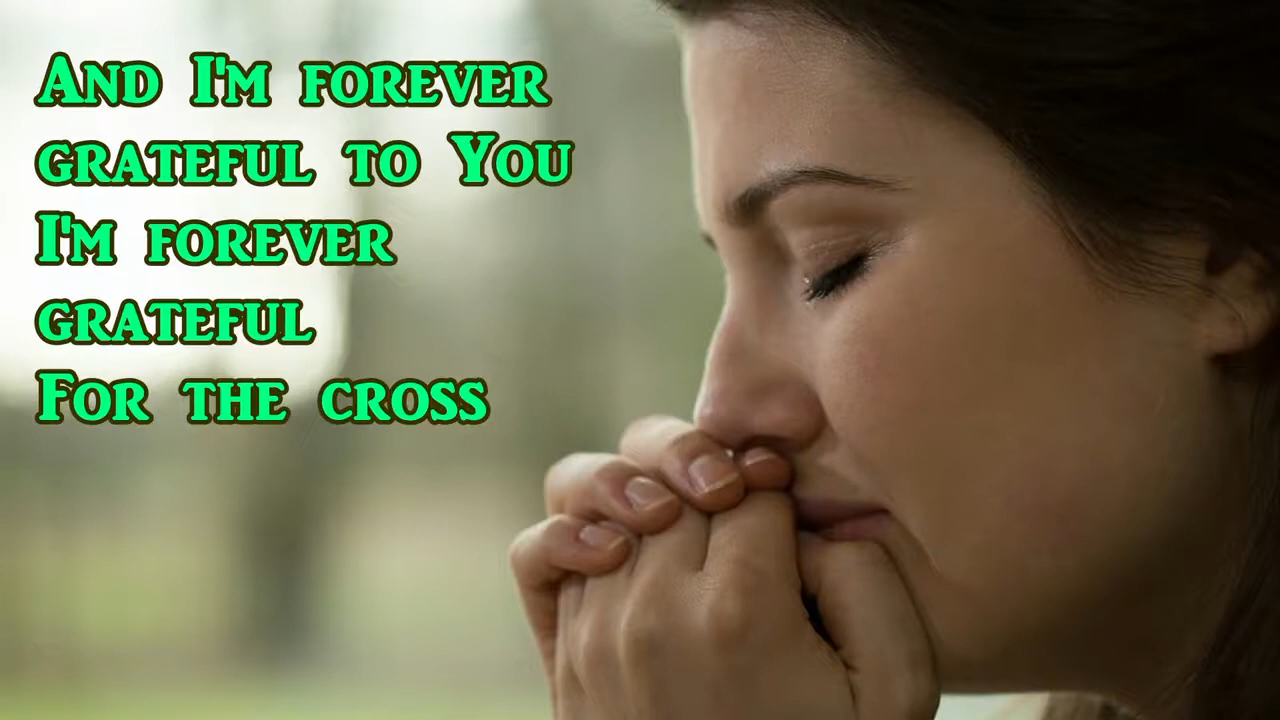 And I'm forever
grateful to You
I'm forever
grateful
For the cross